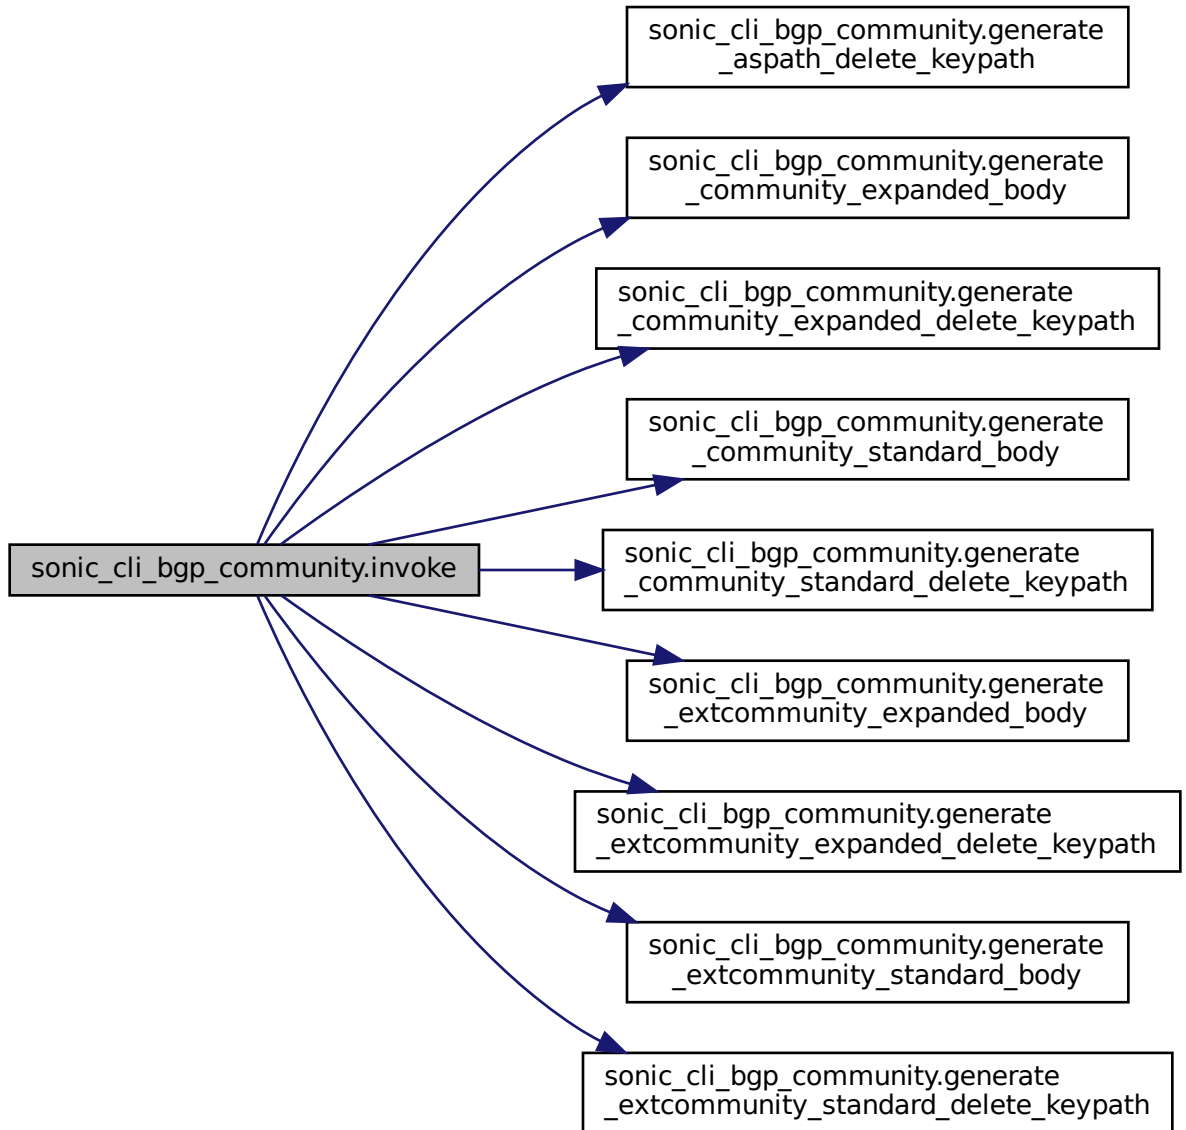 sonic_cli_bgp_community.generate
_aspath_delete_keypath
sonic_cli_bgp_community.generate
_community_expanded_body
sonic_cli_bgp_community.generate
_community_expanded_delete_keypath
sonic_cli_bgp_community.generate
_community_standard_body
sonic_cli_bgp_community.invoke
sonic_cli_bgp_community.generate
_community_standard_delete_keypath
sonic_cli_bgp_community.generate
_extcommunity_expanded_body
sonic_cli_bgp_community.generate
_extcommunity_expanded_delete_keypath
sonic_cli_bgp_community.generate
_extcommunity_standard_body
sonic_cli_bgp_community.generate
_extcommunity_standard_delete_keypath